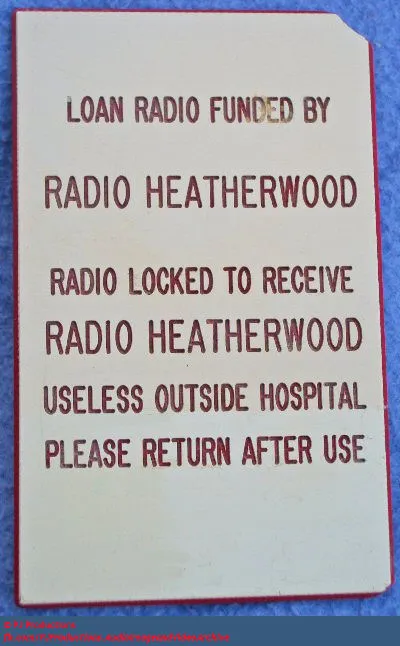 LOAN RADIO FUNDED BY
RADIO HEATHERWOOD
RADIO LOCKED TO RECEIVE
RADIO HEATHERWOOD
USELESS OUTSIDE HOSPITAL
PLEASE RETURN AFTER USE